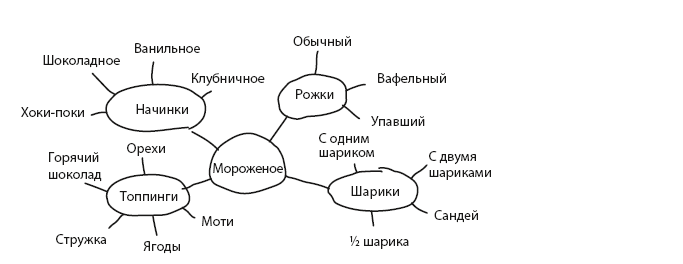 Обычный
Ванильное
Шоколадное
Клубничное
Вафельный
Рожки
Начинки
Хоки-поки
Упавший
С одним
шариком
Орехи
Горячий
шоколад
С двумя
шариками
Мороженое
Шарики
Топпинги
Сандей
Моти
Стружка
Ягоды
½ шарика